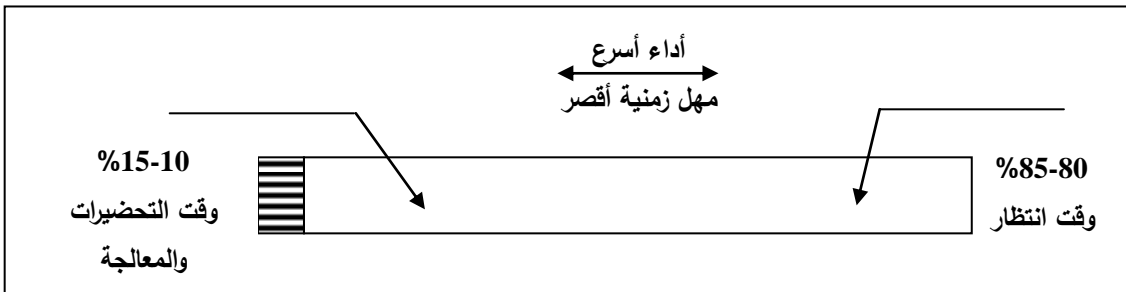 أداء أسرع
مهل زمنية أقصر
%85-80
وقت انتظار
%15-10
وقت التحضيرات
والمعالجة